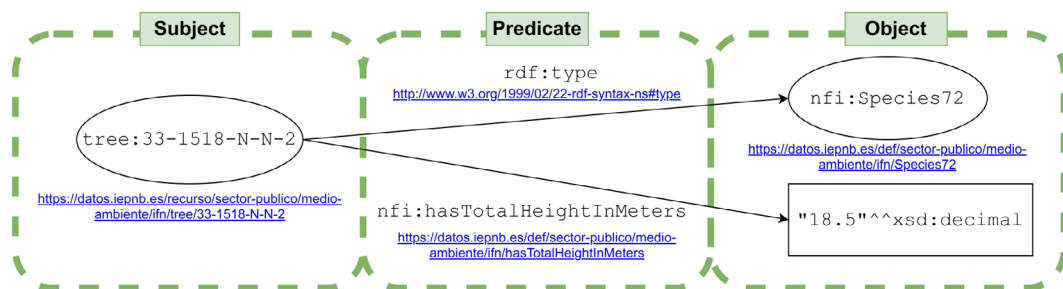 Subject
Predicate
Object
tree:33-1518-N-N-2
https://datos.iepnb.es/recurso/sector-publico/medio-
ambiente/ifn/tree/33-1518-N-N-2
rdf:type
http://www.w3.org/1999/02/22-rdf-syntax-ns#type
nfi:hasTotalHeightInMeters
https://datos.iepnb.es/def/sector-publico/medio-
ambiente/ifn/hasTotalHeightInMeters
nfi:Species72
https://datos.iepnb.es/def/sector-publico/medio-
ambiente/ifn/Species72
"18.5"^^xsd:decimal